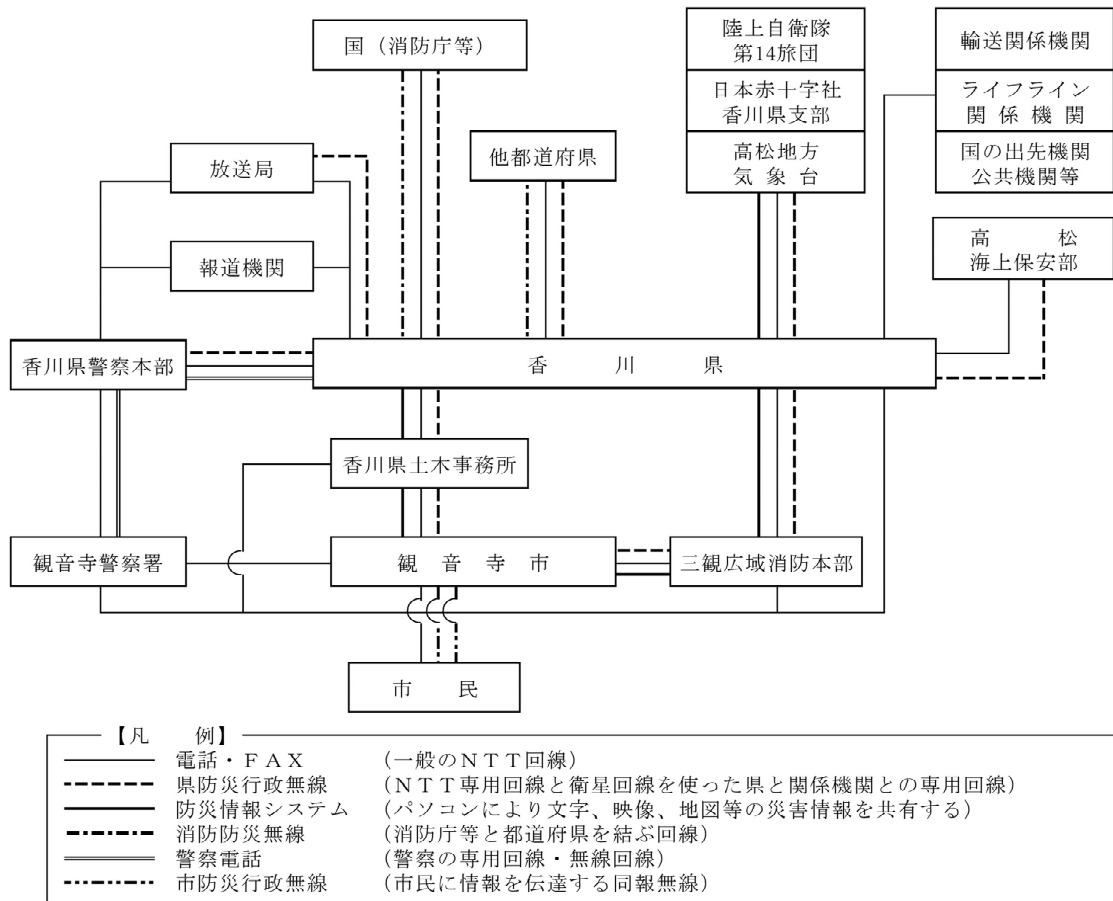 国（消防庁等）
陸上自衛隊
第14旅団
輸送関係機関
日本赤十字社
香川県支部
ライフライン
関係機関
放送局
他都道府県
高松地方
気象台
国の出先機関
公共機関等
報道機関
高松
海上保安部
香川県警察本部
香川県
香川県土木事務所
観音寺警察署
観音寺市
三観広域消防本部
市民
【凡例】
電話・ＦＡＸ （一般のＮＴＴ回線）
県防災行政無線 （ＮＴＴ専用回線と衛星回線を使った県と関係機関との専用回線）
防災情報システム （パソコンにより文字、映像、地図等の災害情報を共有する）
消防防災無線 （消防庁等と都道府県を結ぶ回線）
警察電話 （警察の専用回線・無線回線）
市防災行政無線 （市民に情報を伝達する同報無線）